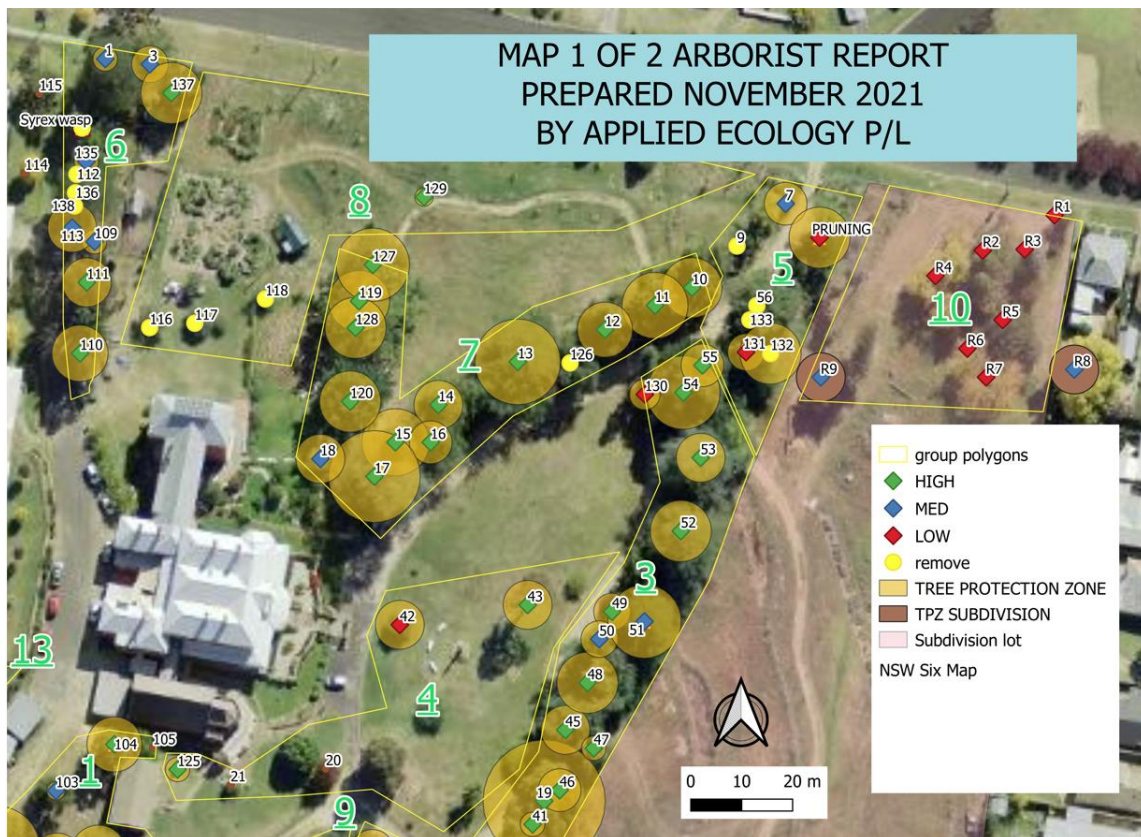 MAP 1 OF 2 ARBORIST REPORT
PREPARED NOVEMBER 2021
BY APPLIED ECOLOGY P/L
1
3
137
115
Syrex wasp
6
135
114
112
136
138
113
109
111
110
8
129
127
119
128
118
116
117
120
18
15
17
14
16
7
13
126
12
11
10
7
PRUNING
9
5
56
133
131
132
R1
R2
R3
R4
10
R5
R6
R7
R8
R9
130
55
54
53
52
3
49
50
51
48
45
47
46
19
41
43
42
4
13
104
105
1
103
125
21
20
9
group polygons
HIGH
MED
LOW
remove
TREE PROTECTION ZONE
TPZ SUBDIVISION
Subdivision lot
NSW Six Map
0 10 20 m